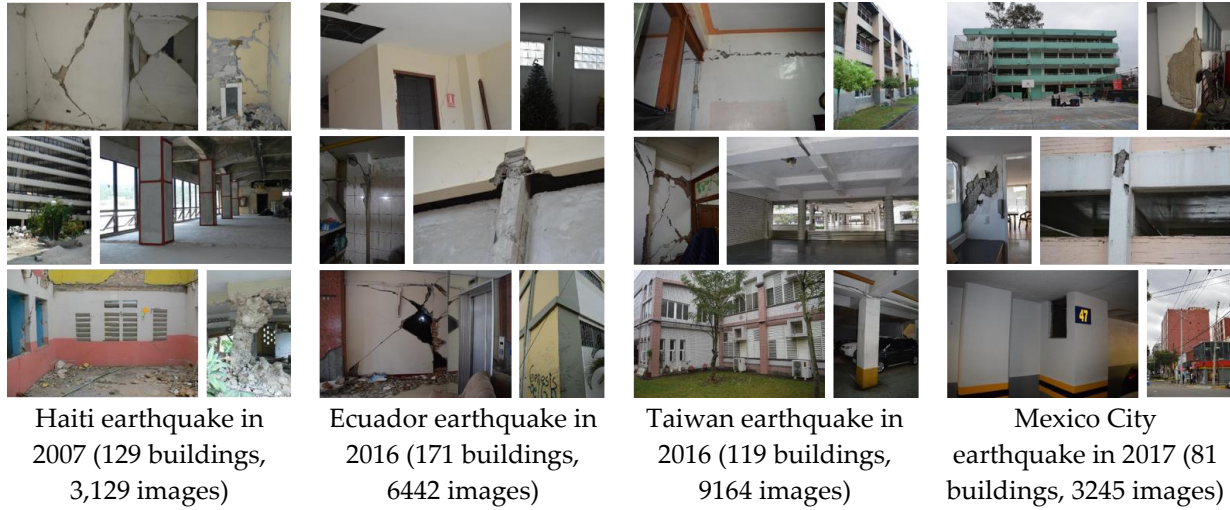 47
Haiti earthquake in
2007 (129 buildings,
3,129 images)
Ecuador earthquake in
2016 (171 buildings,
6442 images)
Taiwan earthquake in
2016 (119 buildings,
9164 images)
Mexico City
earthquake in 2017 (81
buildings, 3245 images)